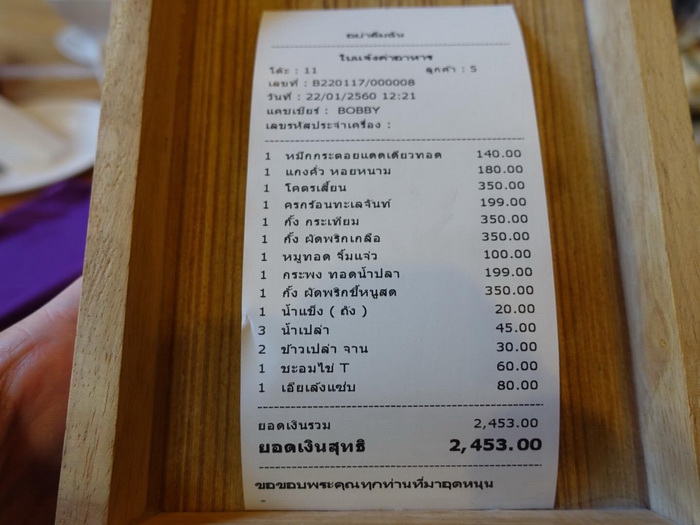 ใบแจ้งค่าอาหาร
โต๊ะ : 11 ลูกค้า : 5
เลขที่ : B220117/000008
วันที่ : 22/01/2560 12:21
แคชเชียร์ : BOBBY
เลขรหัสประจำเครื่อง :
1 หมึกกระตอยแดดเดียวทอด 140.00
1 แกงคั่ว หอยหนาม 180.00
1 โคตรเลี้ยน 350.00
1 ครกร้อนทะเลจันท์ 199.00
1 กั้ง กระเทียม 350.00
1 กั้ง ผัดพริกเกลือ 350.00
1 หมูทอด จิ้มแจ่ว 100.00
1 กระพง ทอดน้ำปลา 199.00
1 กั้ง ผัดพริกขี้หนูสด 350.00
1 น้ำแข็ง ( ถัง ) 20.00
3 น้ำเปล่า 45.00
2 ข้าวเปล่า จาน 30.00
1 ชะอมไข่ T 60.00
1 เอียเล้งแซ่บ 80.00
ยอดเงินรวม 2,453.00
ยอดเงินสุทธิ 2,453.00
ขอขอบพระคุณทุกท่านที่มาอุดหนุน